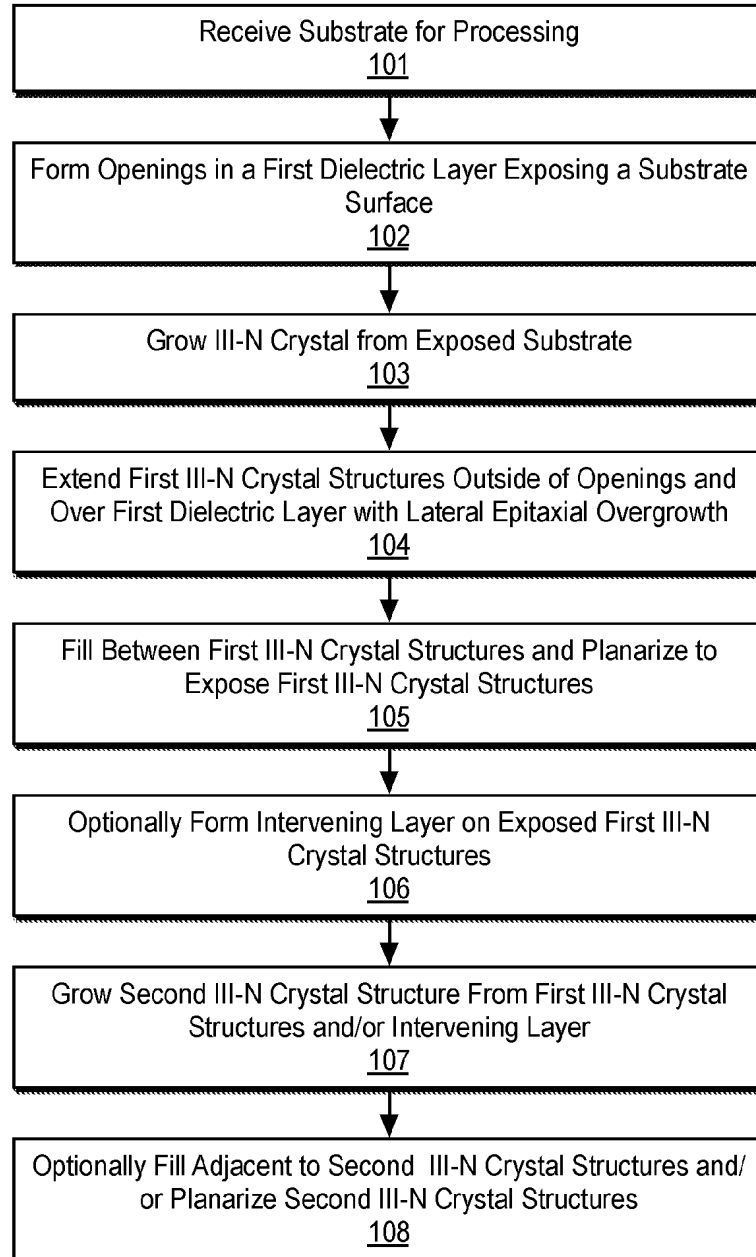 Receive Substrate for Processing
101
Form Openings in a First Dielectric Layer Exposing a Substrate
Surface
102
Grow III-N Crystal from Exposed Substrate
103
Extend First III-N Crystal Structures Outside of Openings and
Over First Dielectric Layer with Lateral Epitaxial Overgrowth
104
Fill Between First III-N Crystal Structures and Planarize to
Expose First III-N Crystal Structures
105
Optionally Form Intervening Layer on Exposed First III-N
Crystal Structures
106
Grow Second III-N Crystal Structure From First III-N Crystal
Structures and/or Intervening Layer
107
Optionally Fill Adjacent to Second III-N Crystal Structures and/
or Planarize Second III-N Crystal Structures
108